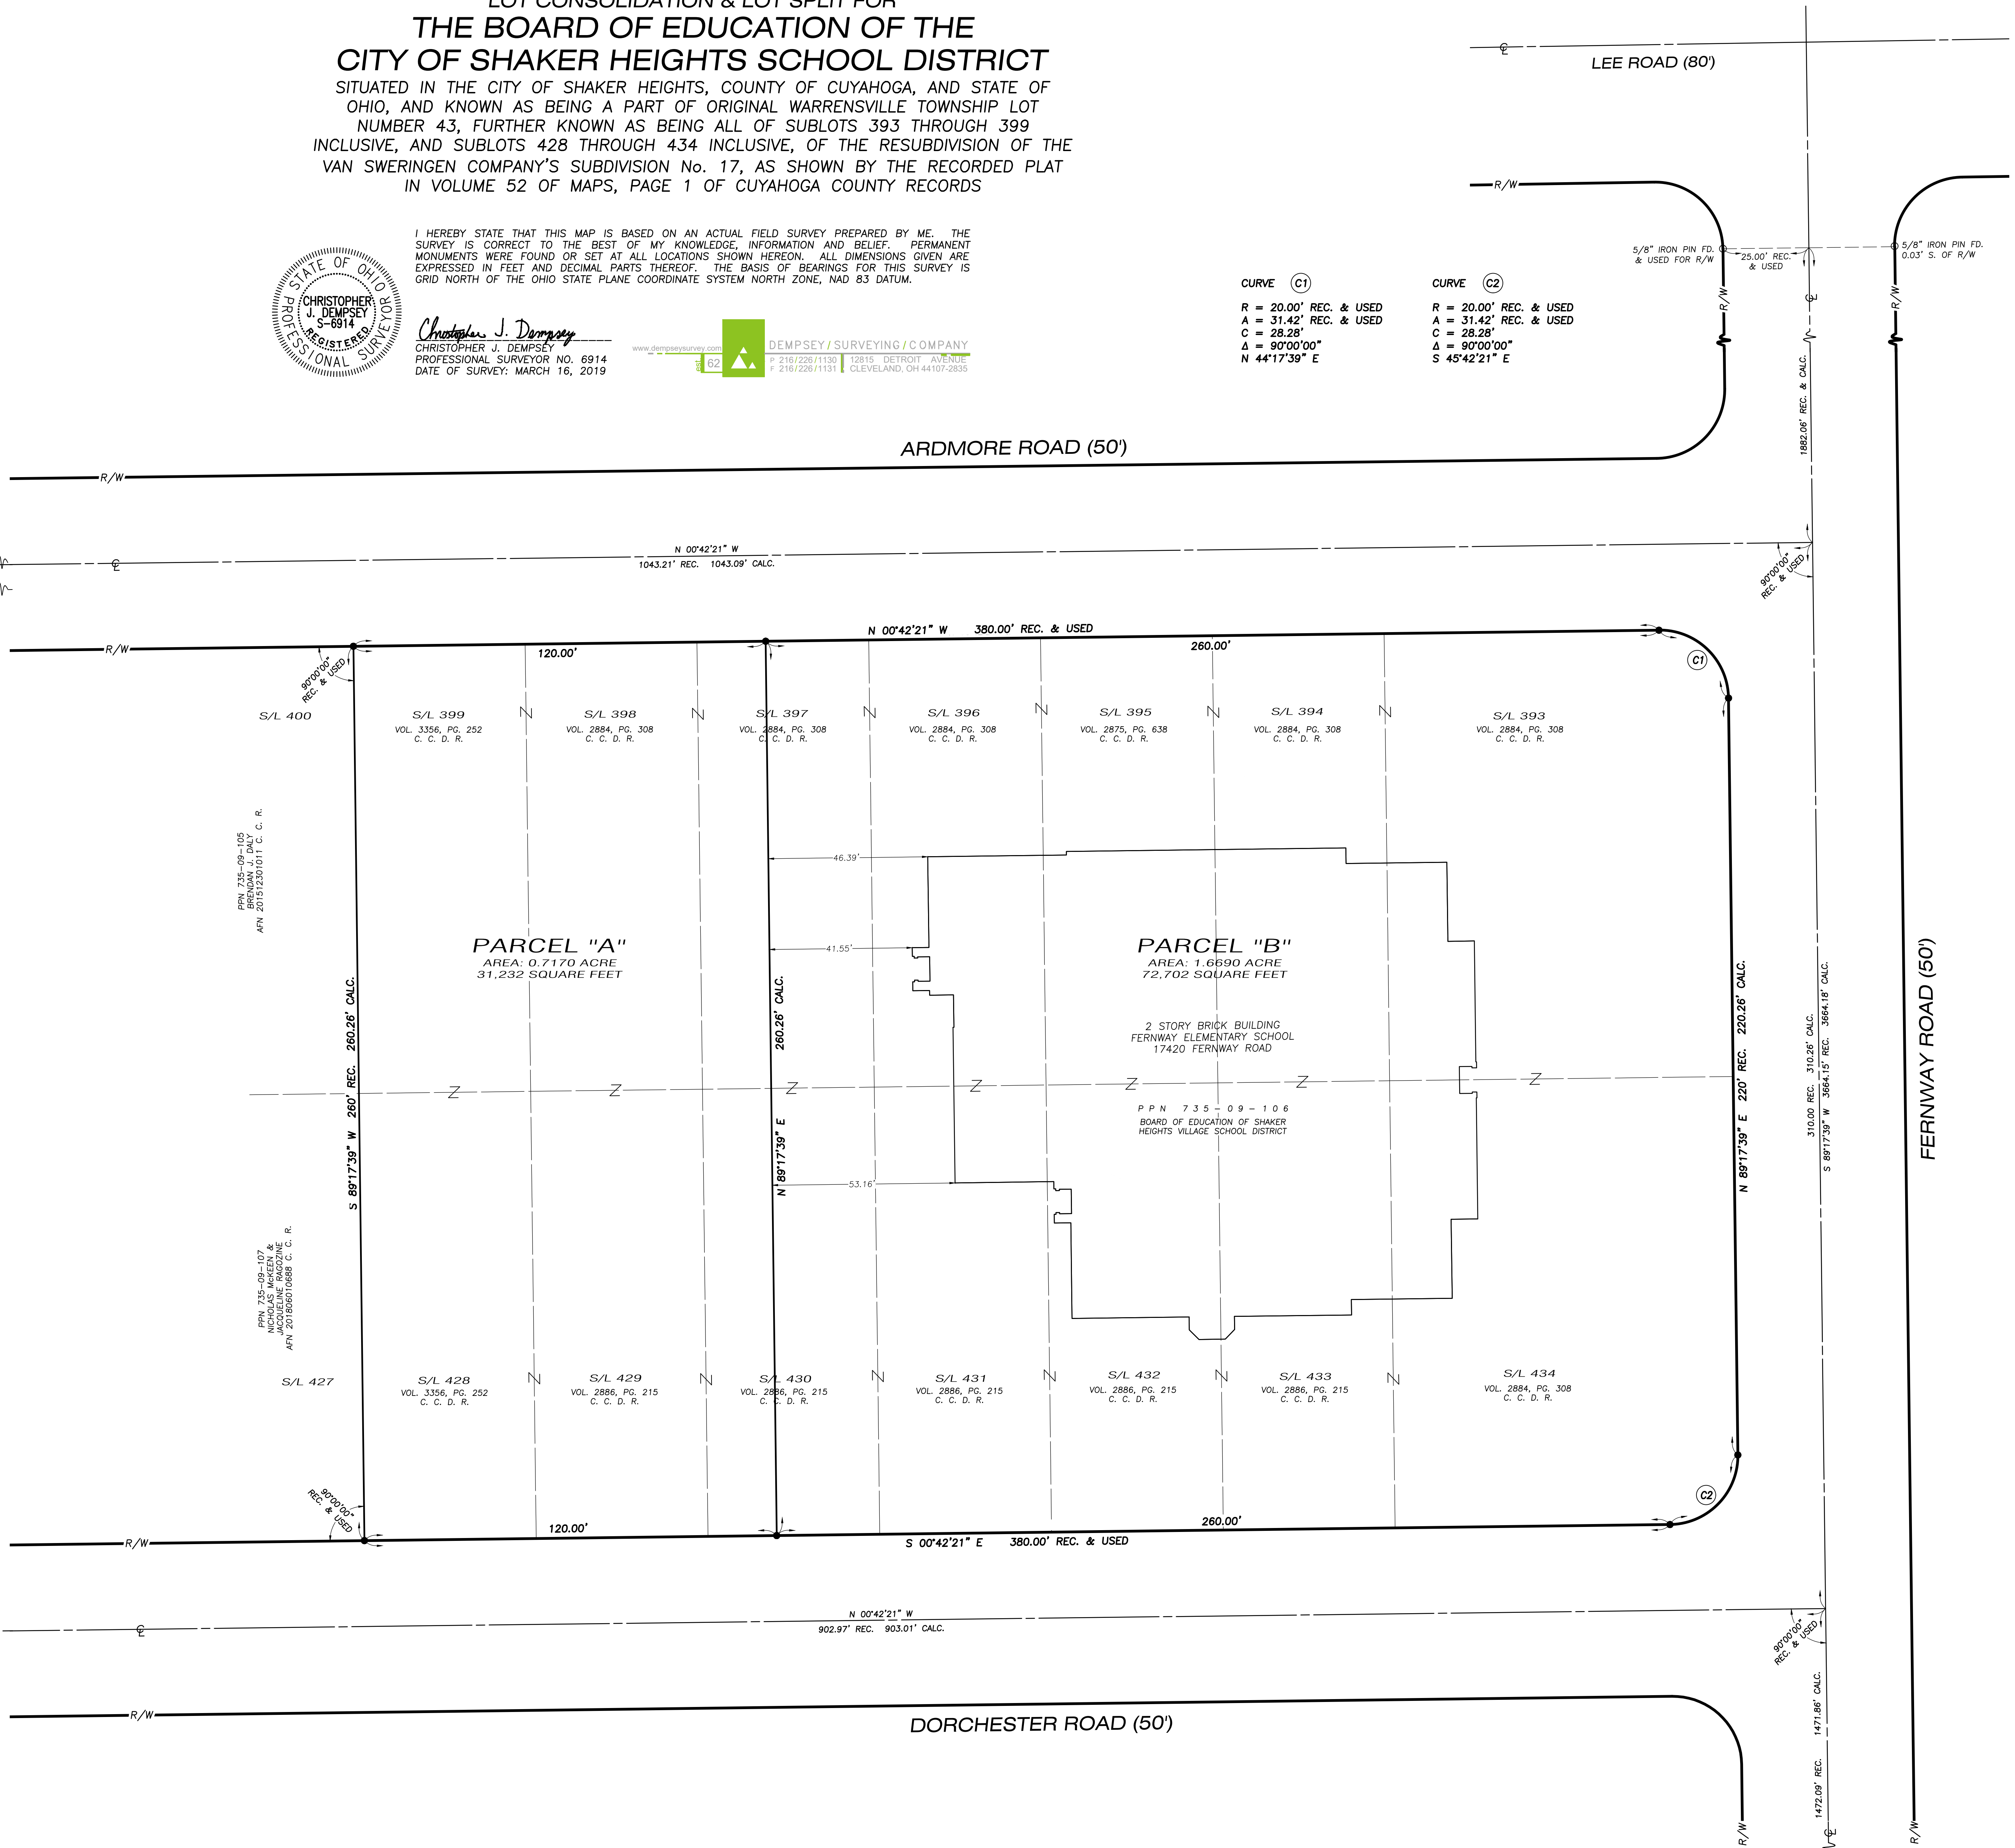 LOT CONSOLIDATION & LOT SPLIT FOR
THE BOARD OF EDUCATION OF THE
CITY OF SHAKER HEIGHTS SCHOOL DISTRICT
SITUATED IN THE CITY OF SHAKER HEIGHTS, COUNTY OF CUYAHOGA, AND STATE OF
OHIO, AND KNOWN AS BEING A PART OF ORIGINAL WARRENSVILLE TOWNSHIP LOT
NUMBER 43, FURTHER KNOWN AS BEING ALL OF SUBLOTS 393 THROUGH 399
INCLUSIVE, AND SUBLOTS 428 THROUGH 434 INCLUSIVE, OF THE RESUBDIVISION OF THE
VAN SWERINGEN COMPANY'S SUBDIVISION No. 17, AS SHOWN BY THE RECORDED PLAT
IN VOLUME 52 OF MAPS, PAGE 1 OF CUYAHOGA COUNTY RECORDS
I HEREBY STATE THAT THIS MAP IS BASED ON AN ACTUAL FIELD SURVEY PREPARED BY ME. THE
SURVEY IS CORRECT TO THE BEST OF MY KNOWLEDGE, INFORMATION AND BELIEF. PERMANENT
MONUMENTS WERE FOUND OR SET AT ALL LOCATIONS SHOWN HEREON. ALL DIMENSIONS GIVEN ARE
EXPRESSED IN FEET AND DECIMAL PARTS THEREOF. THE BASIS OF BEARINGS FOR THIS SURVEY IS
GRID NORTH OF THE OHIO STATE PLANE COORDINATE SYSTEM NORTH ZONE, NAD 83 DATUM.
STATE OF OHIO
CHRISTOPHER
J. DEMPSEY
S-6914
REGISTERED
PROFESSIONAL SURVEYOR
Christopher J. Dempsey
CHRISTOPHER J. DEMPSEY
PROFESSIONAL SURVEYOR NO. 6914
DATE OF SURVEY: MARCH 16, 2019
www.dempseysurvey.com
est. 62
DEMPSEY/SURVEYING/COMPANY
P 216/226/1130 12815 DETROIT AVENUE
F 216/226/1131 CLEVELAND, OH 44107-2835
CURVE C1
R = 20.00' REC. & USED
A = 31.42' REC. & USED
C = 28.28'
Δ = 90°00'00"
N 44°17'39" E
CURVE C2
R = 20.00' REC. & USED
A = 31.42' REC. & USED
C = 28.28'
Δ = 90°00'00"
S 45°42'21" E
LEE ROAD (80')
R/W
5/8" IRON PIN FD.
& USED FOR R/W
25.00' REC.
& USED
5/8" IRON PIN FD.
0.03' S. OF R/W
R/W
R/W
1882.06' REC. & CALC.
ARDMORE ROAD (50')
R/W
N 00°42'21" W
1043.21' REC. 1043.09' CALC.
90°00'00"
REC. & USED
R/W
N 00°42'21" W 380.00' REC. & USED
120.00'
260.00'
C1
90°00'00"
REC. & USED
S/L 400
S/L 399
VOL. 3356, PG. 252
C. C. D. R.
S/L 398
VOL. 2884, PG. 308
C. C. D. R.
S/L 397
VOL. 2884, PG. 308
C. C. D. R.
S/L 396
VOL. 2884, PG. 308
C. C. D. R.
S/L 395
VOL. 2875, PG. 638
C. C. D. R.
S/L 394
VOL. 2884, PG. 308
C. C. D. R.
S/L 393
VOL. 2884, PG. 308
C. C. D. R.
PPN 735-09-105
BRENDAN J. DALY
AFN 201512301011 C. C. R.
46.39'
41.55'
53.16'
PARCEL "A"
AREA: 0.7170 ACRE
31,232 SQUARE FEET
PARCEL "B"
AREA: 1.6690 ACRE
72,702 SQUARE FEET
2 STORY BRICK BUILDING
FERNWAY ELEMENTARY SCHOOL
17420 FERNWAY ROAD
PPN 735-09-106
BOARD OF EDUCATION OF SHAKER
HEIGHTS VILLAGE SCHOOL DISTRICT
S 89°17'39" W 260' REC. 260.26' CALC.
N 89°17'39" E 260.26' CALC.
N 89°17'39" E 220' REC. 220.26' CALC.
310.00 REC. 310.26' CALC.
S 89°17'39" W 3664.15' REC. 3664.18' CALC.
FERNWAY ROAD (50')
PPN 735-09-107
NICHOLAS McKEEN &
JACQUELINE RAGOZINE
AFN 201806010688 C. C. R.
S/L 427
S/L 428
VOL. 3356, PG. 252
C. C. D. R.
S/L 429
VOL. 2886, PG. 215
C. C. D. R.
S/L 430
VOL. 2886, PG. 215
C. C. D. R.
S/L 431
VOL. 2886, PG. 215
C. C. D. R.
S/L 432
VOL. 2886, PG. 215
C. C. D. R.
S/L 433
VOL. 2886, PG. 215
C. C. D. R.
S/L 434
VOL. 2884, PG. 308
C. C. D. R.
90°00'00"
REC. & USED
C2
R/W
120.00'
260.00'
S 00°42'21" E 380.00' REC. & USED
N 00°42'21" W
902.97' REC. 903.01' CALC.
90°00'00"
REC. & USED
R/W
DORCHESTER ROAD (50')
1472.09' REC. 1471.86' CALC.
R/W
R/W